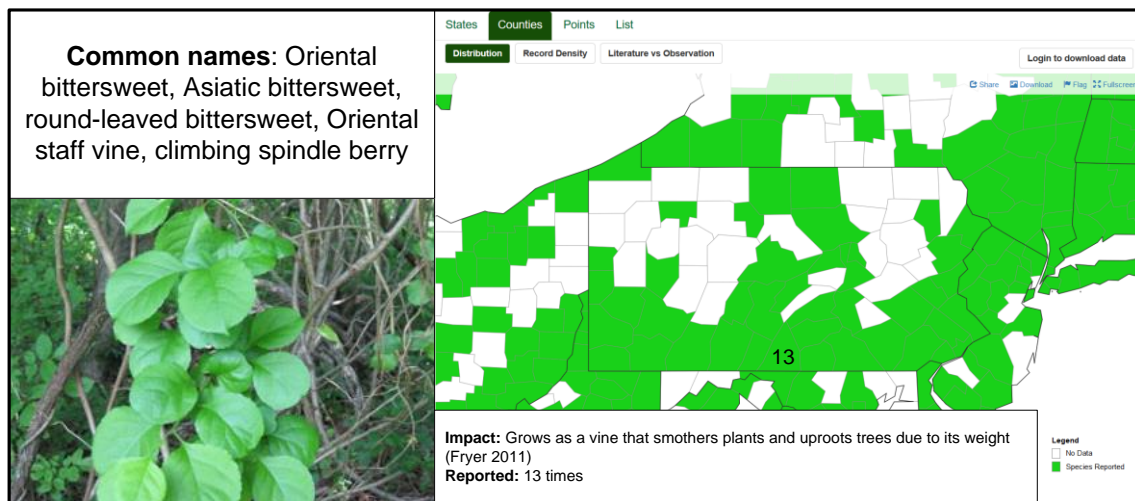 Common names: Oriental
bittersweet, Asiatic bittersweet,
round-leaved bittersweet, Oriental
staff vine, climbing spindle berry
States Counties Points List
Distribution Record Density Literature vs Observation
Login to download data
Share Download Flag Fullscreen
13
Impact: Grows as a vine that smothers plants and uproots trees due to its weight
(Fryer 2011)
Reported: 13 times
Legend
No Data
Species Reported